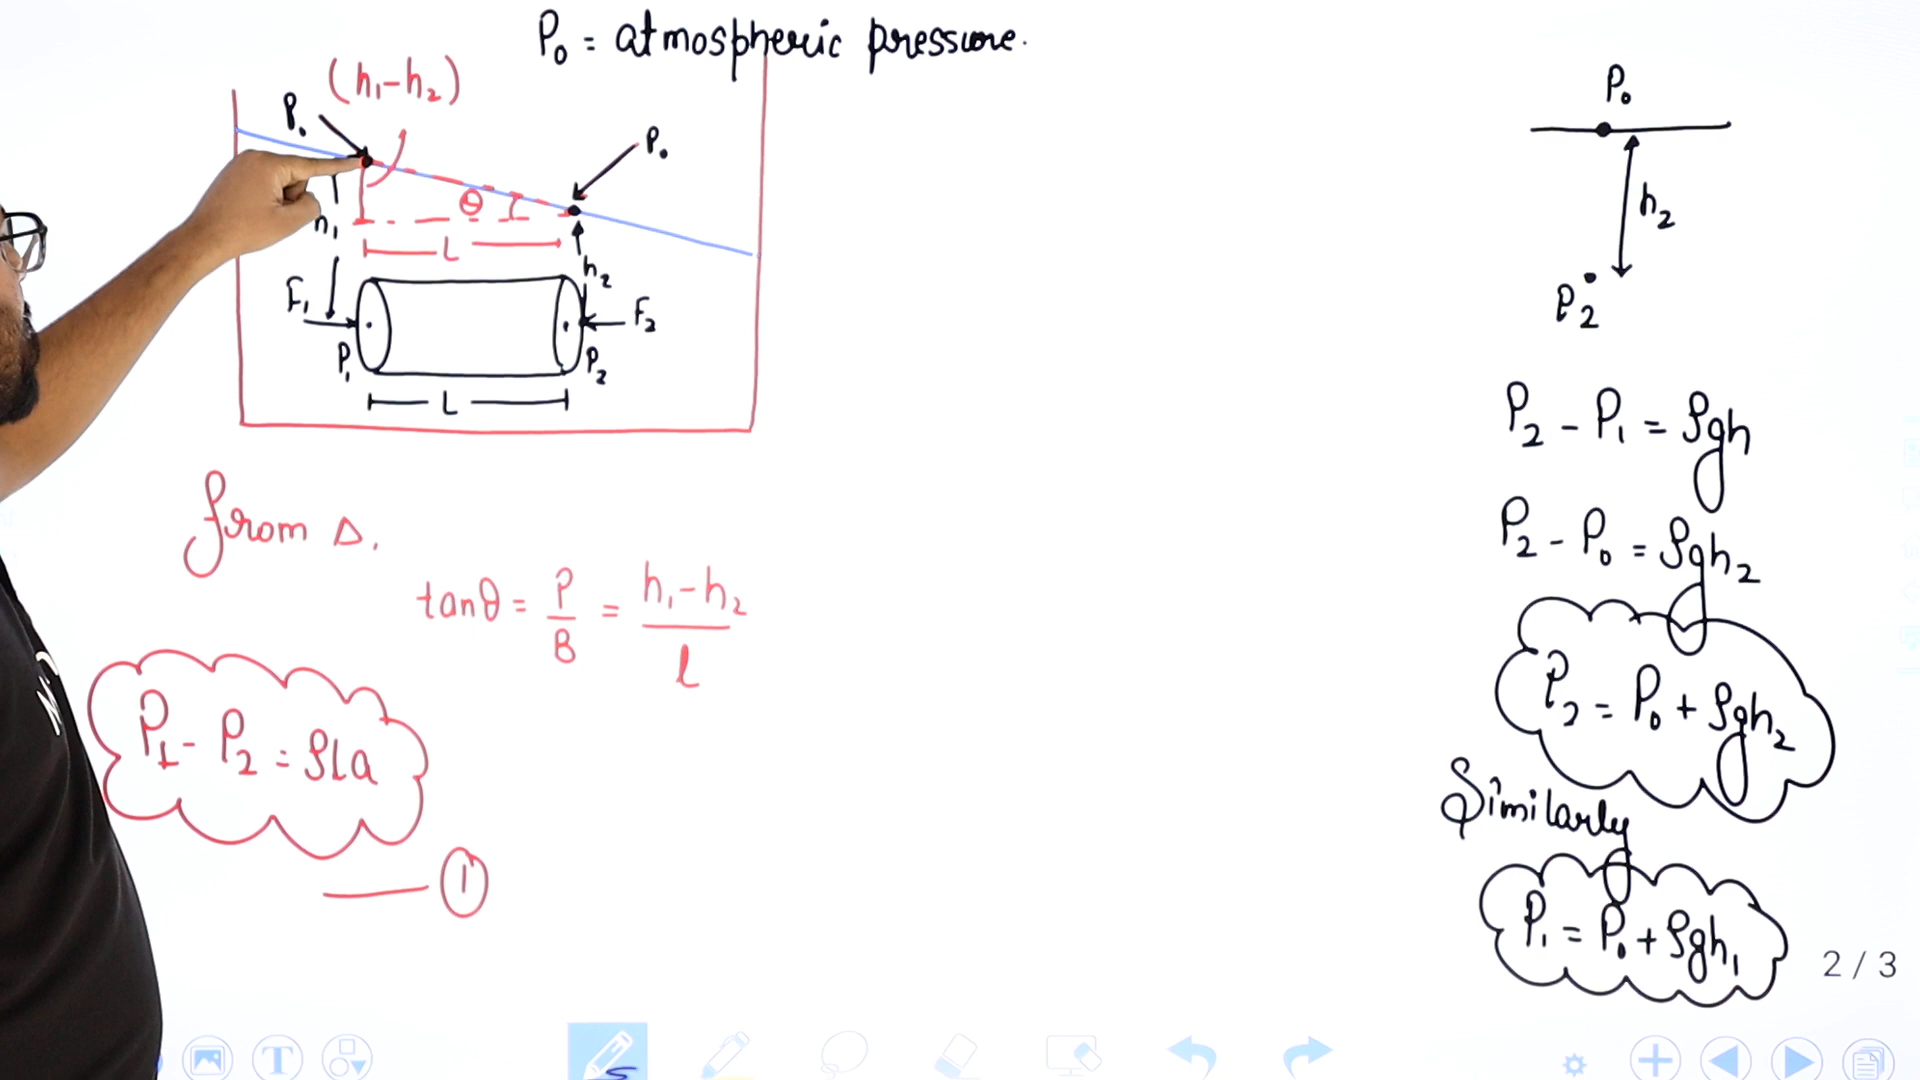 P₀ = atmospheric pressure.
(h₁-h₂)
P₀
P₀
θ
h₁
L
h₂
F₁
F₂
P₁
P₂
L
from Δ,
tanθ = P/B = h₁-h₂/l
P₁ - P₂ = ρLa
①
P₀
h₂
P₂
P₂ - P₁ = ρgh
P₂ - P₀ = ρgh₂
P₂ = P₀ + ρgh₂
Similarly
P₁ = P₀ + ρgh₁
2 / 3
T